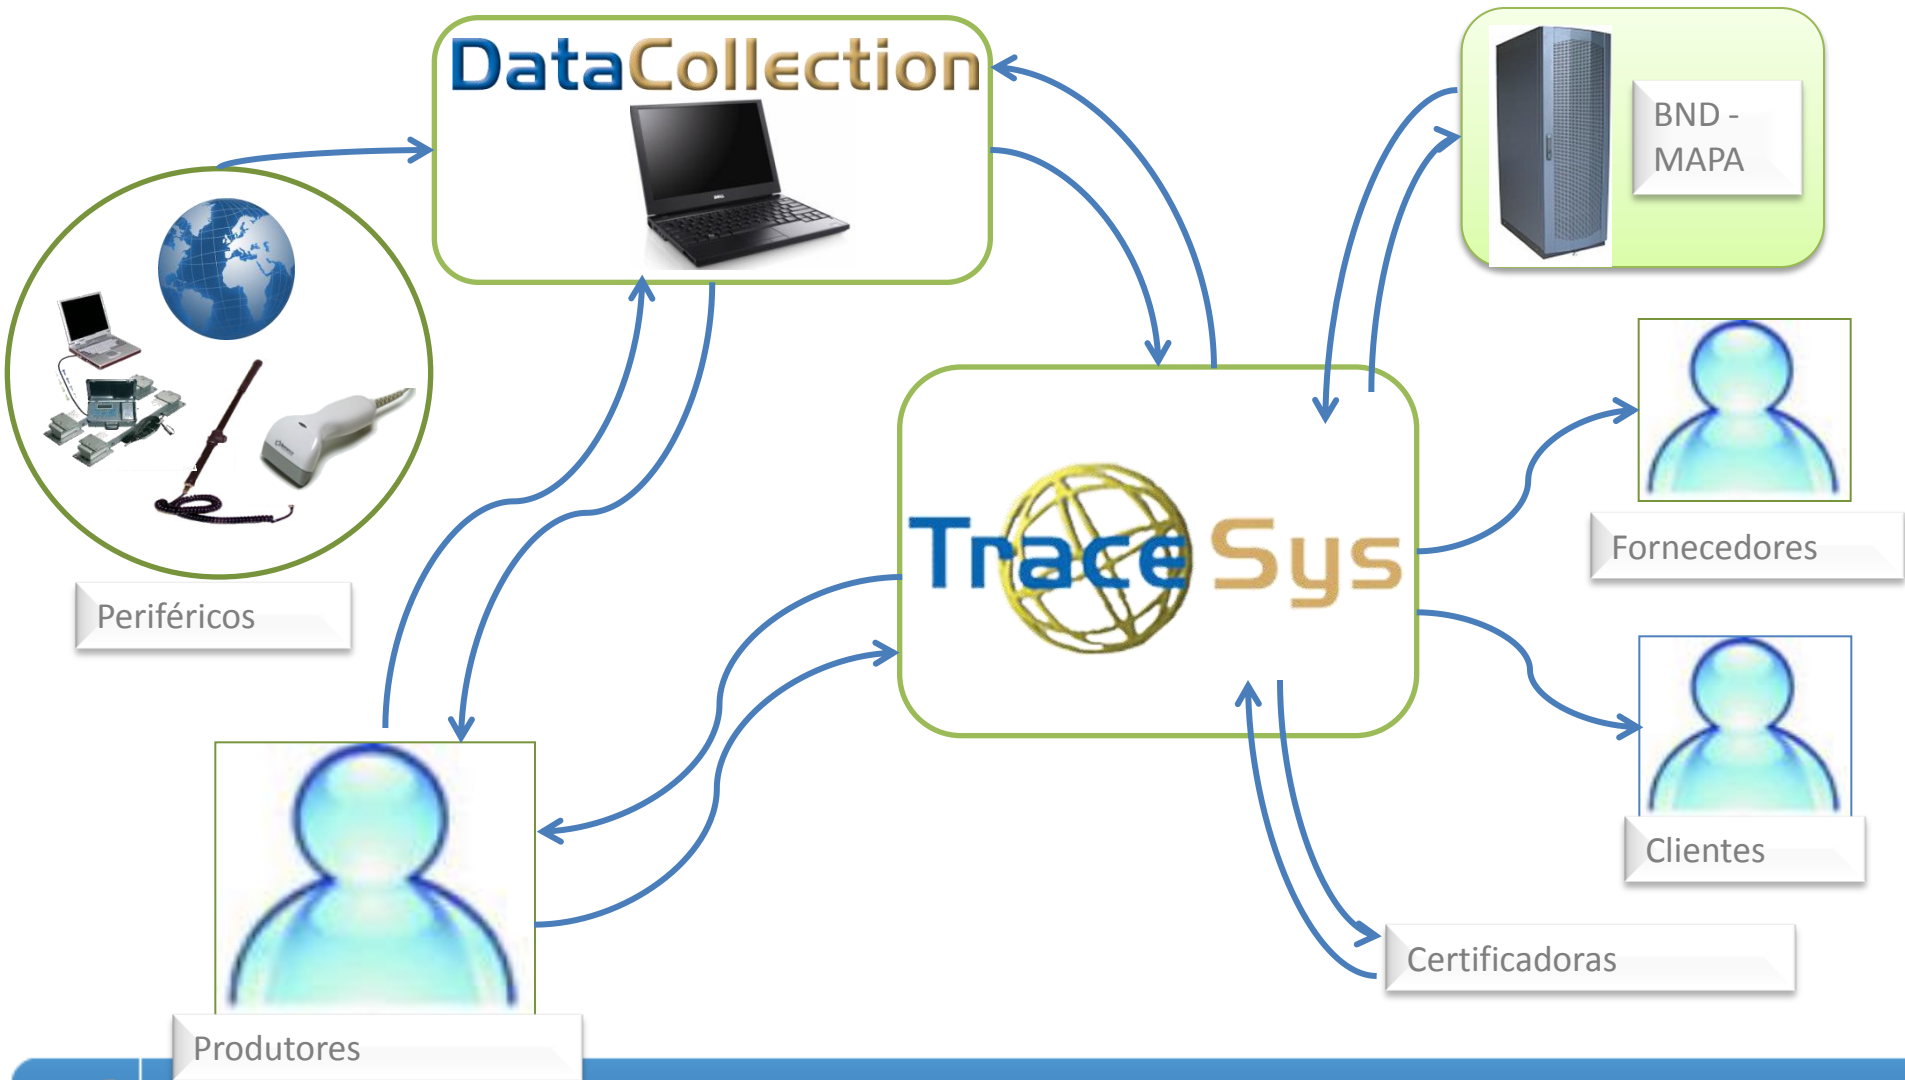 DataCollection
BND -
MAPA
Periféricos
TraceSys
Fornecedores
Clientes
Certificadoras
Produtores